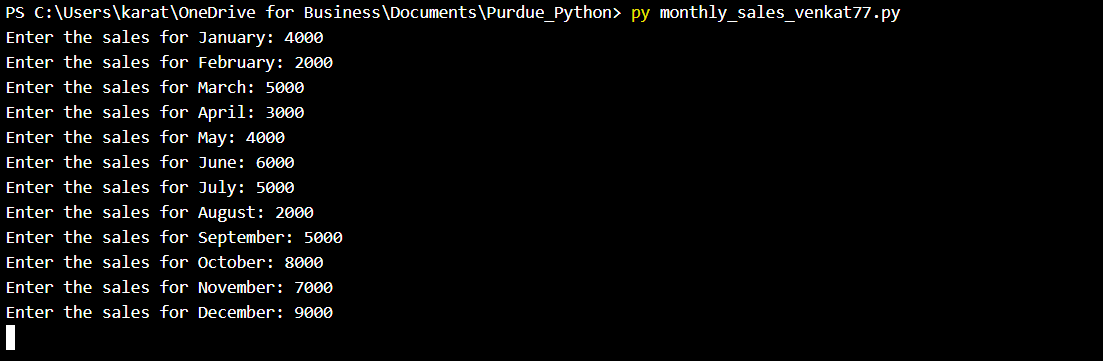 PS C:\Users\karat\OneDrive for Business\Documents\Purdue_Python> py monthly_sales_venkat77.py
Enter the sales for January: 4000
Enter the sales for February: 2000
Enter the sales for March: 5000
Enter the sales for April: 3000
Enter the sales for May: 4000
Enter the sales for June: 6000
Enter the sales for July: 5000
Enter the sales for August: 2000
Enter the sales for September: 5000
Enter the sales for October: 8000
Enter the sales for November: 7000
Enter the sales for December: 9000